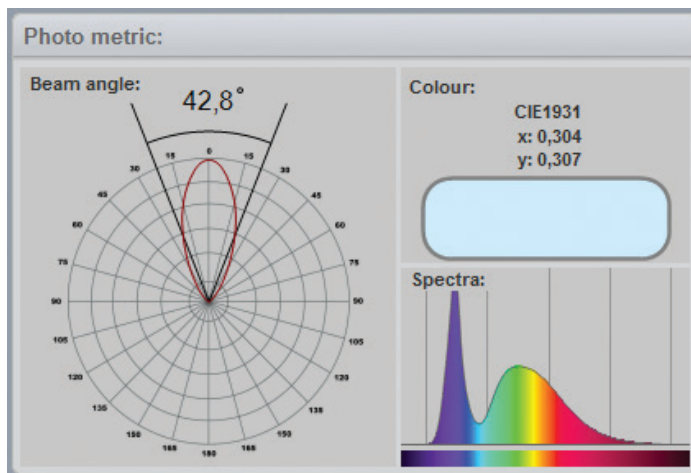 Photo metric:
Beam angle:
42,8°
0
15 15
30 30
45 45
60 60
75 75
90 90
105 105
120 120
135 135
150 150
165 165
180
Colour:
CIE1931
x: 0,304
y: 0,307
Spectra: